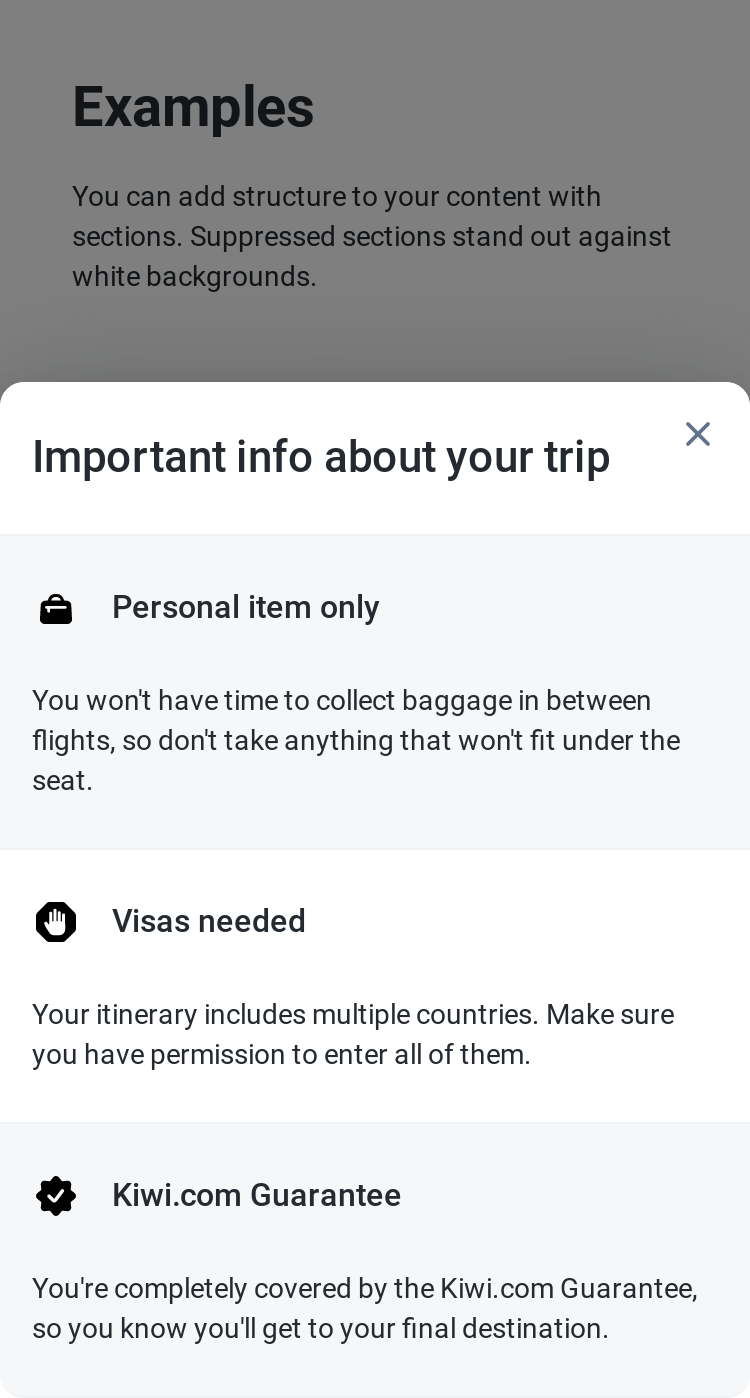 Examples
You can add structure to your content with
sections. Suppressed sections stand out against
white backgrounds.
Important info about your trip
Personal item only
You won't have time to collect baggage in between
flights, so don't take anything that won't fit under the
seat.
Visas needed
Your itinerary includes multiple countries. Make sure
you have permission to enter all of them.
Kiwi.com Guarantee
You're completely covered by the Kiwi.com Guarantee,
so you know you'll get to your final destination.